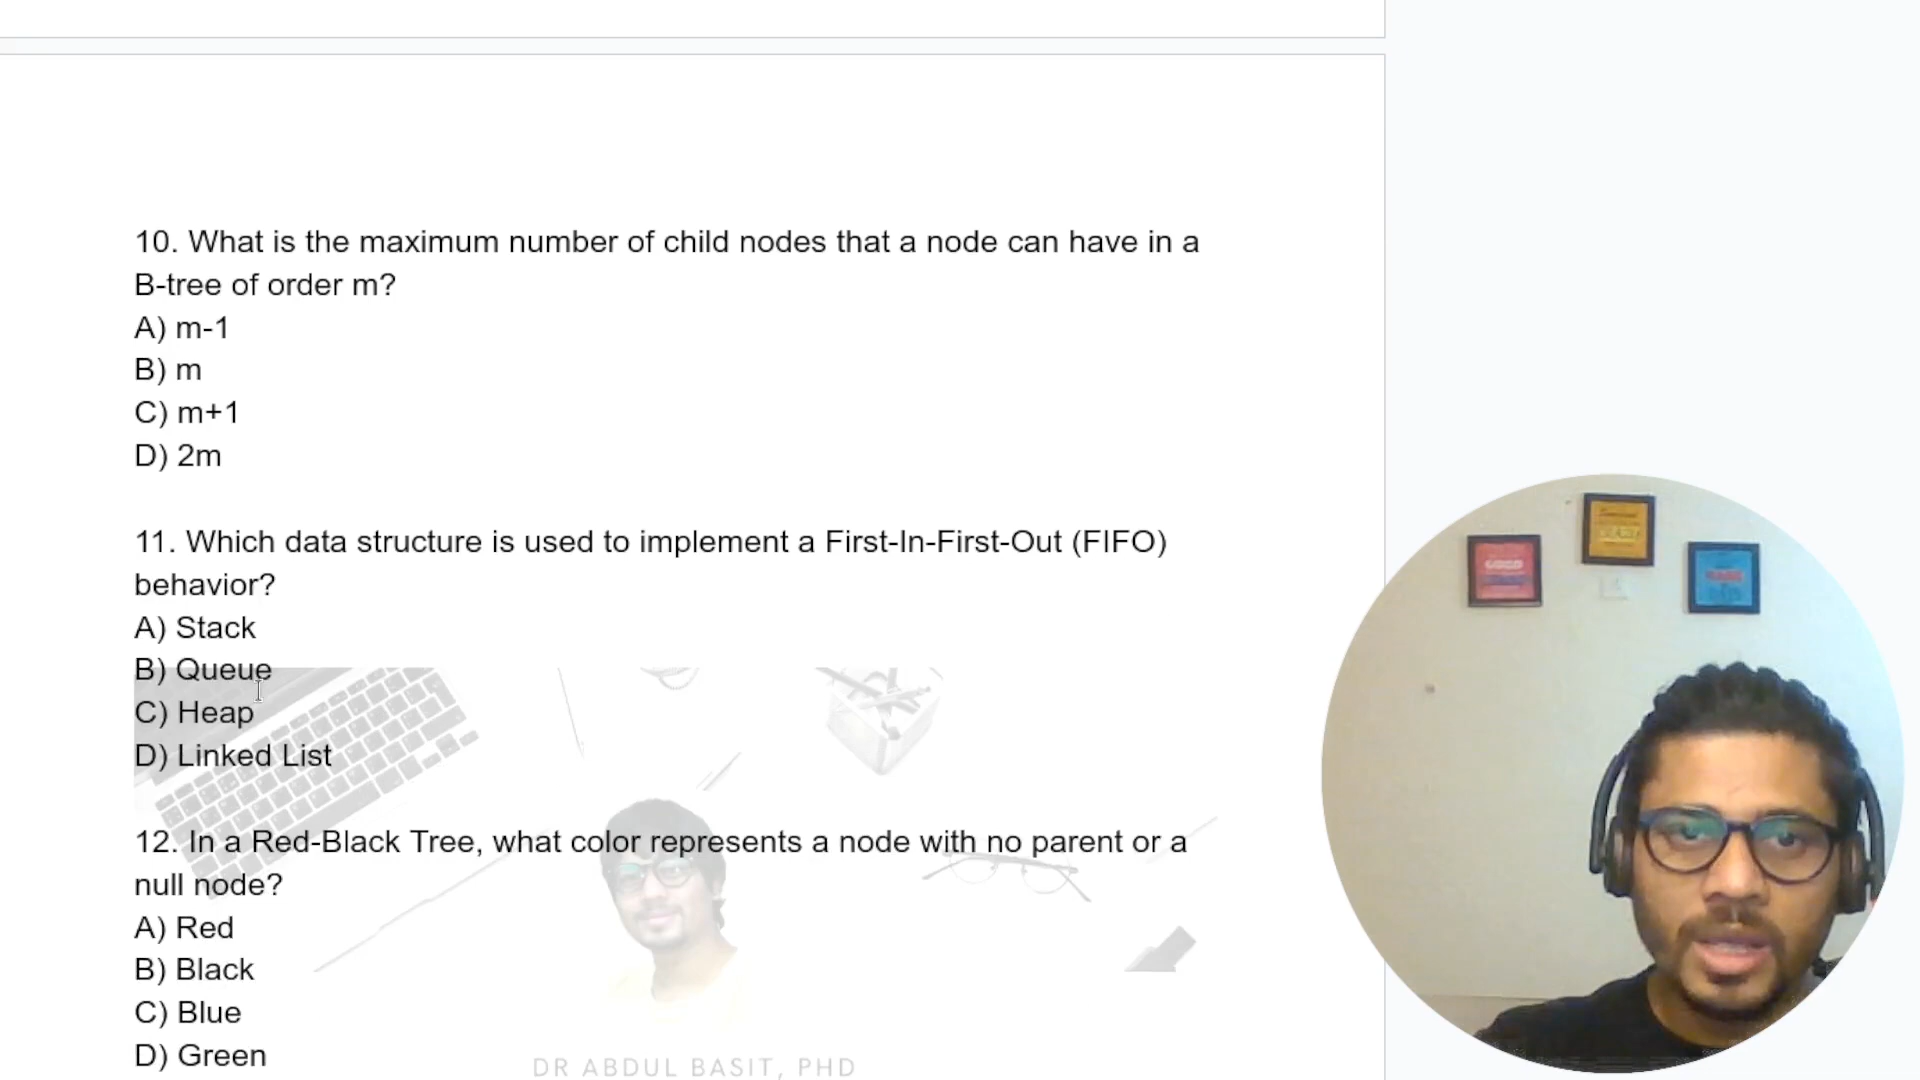 10. What is the maximum number of child nodes that a node can have in a
B-tree of order m?
A) m-1
B) m
C) m+1
D) 2m
11. Which data structure is used to implement a First-In-First-Out (FIFO)
behavior?
A) Stack
B) Queue
C) Heap
D) Linked List
12. In a Red-Black Tree, what color represents a node with no parent or a
null node?
A) Red
B) Black
C) Blue
D) Green
DR ABDUL BASIT, PHD
GOOD